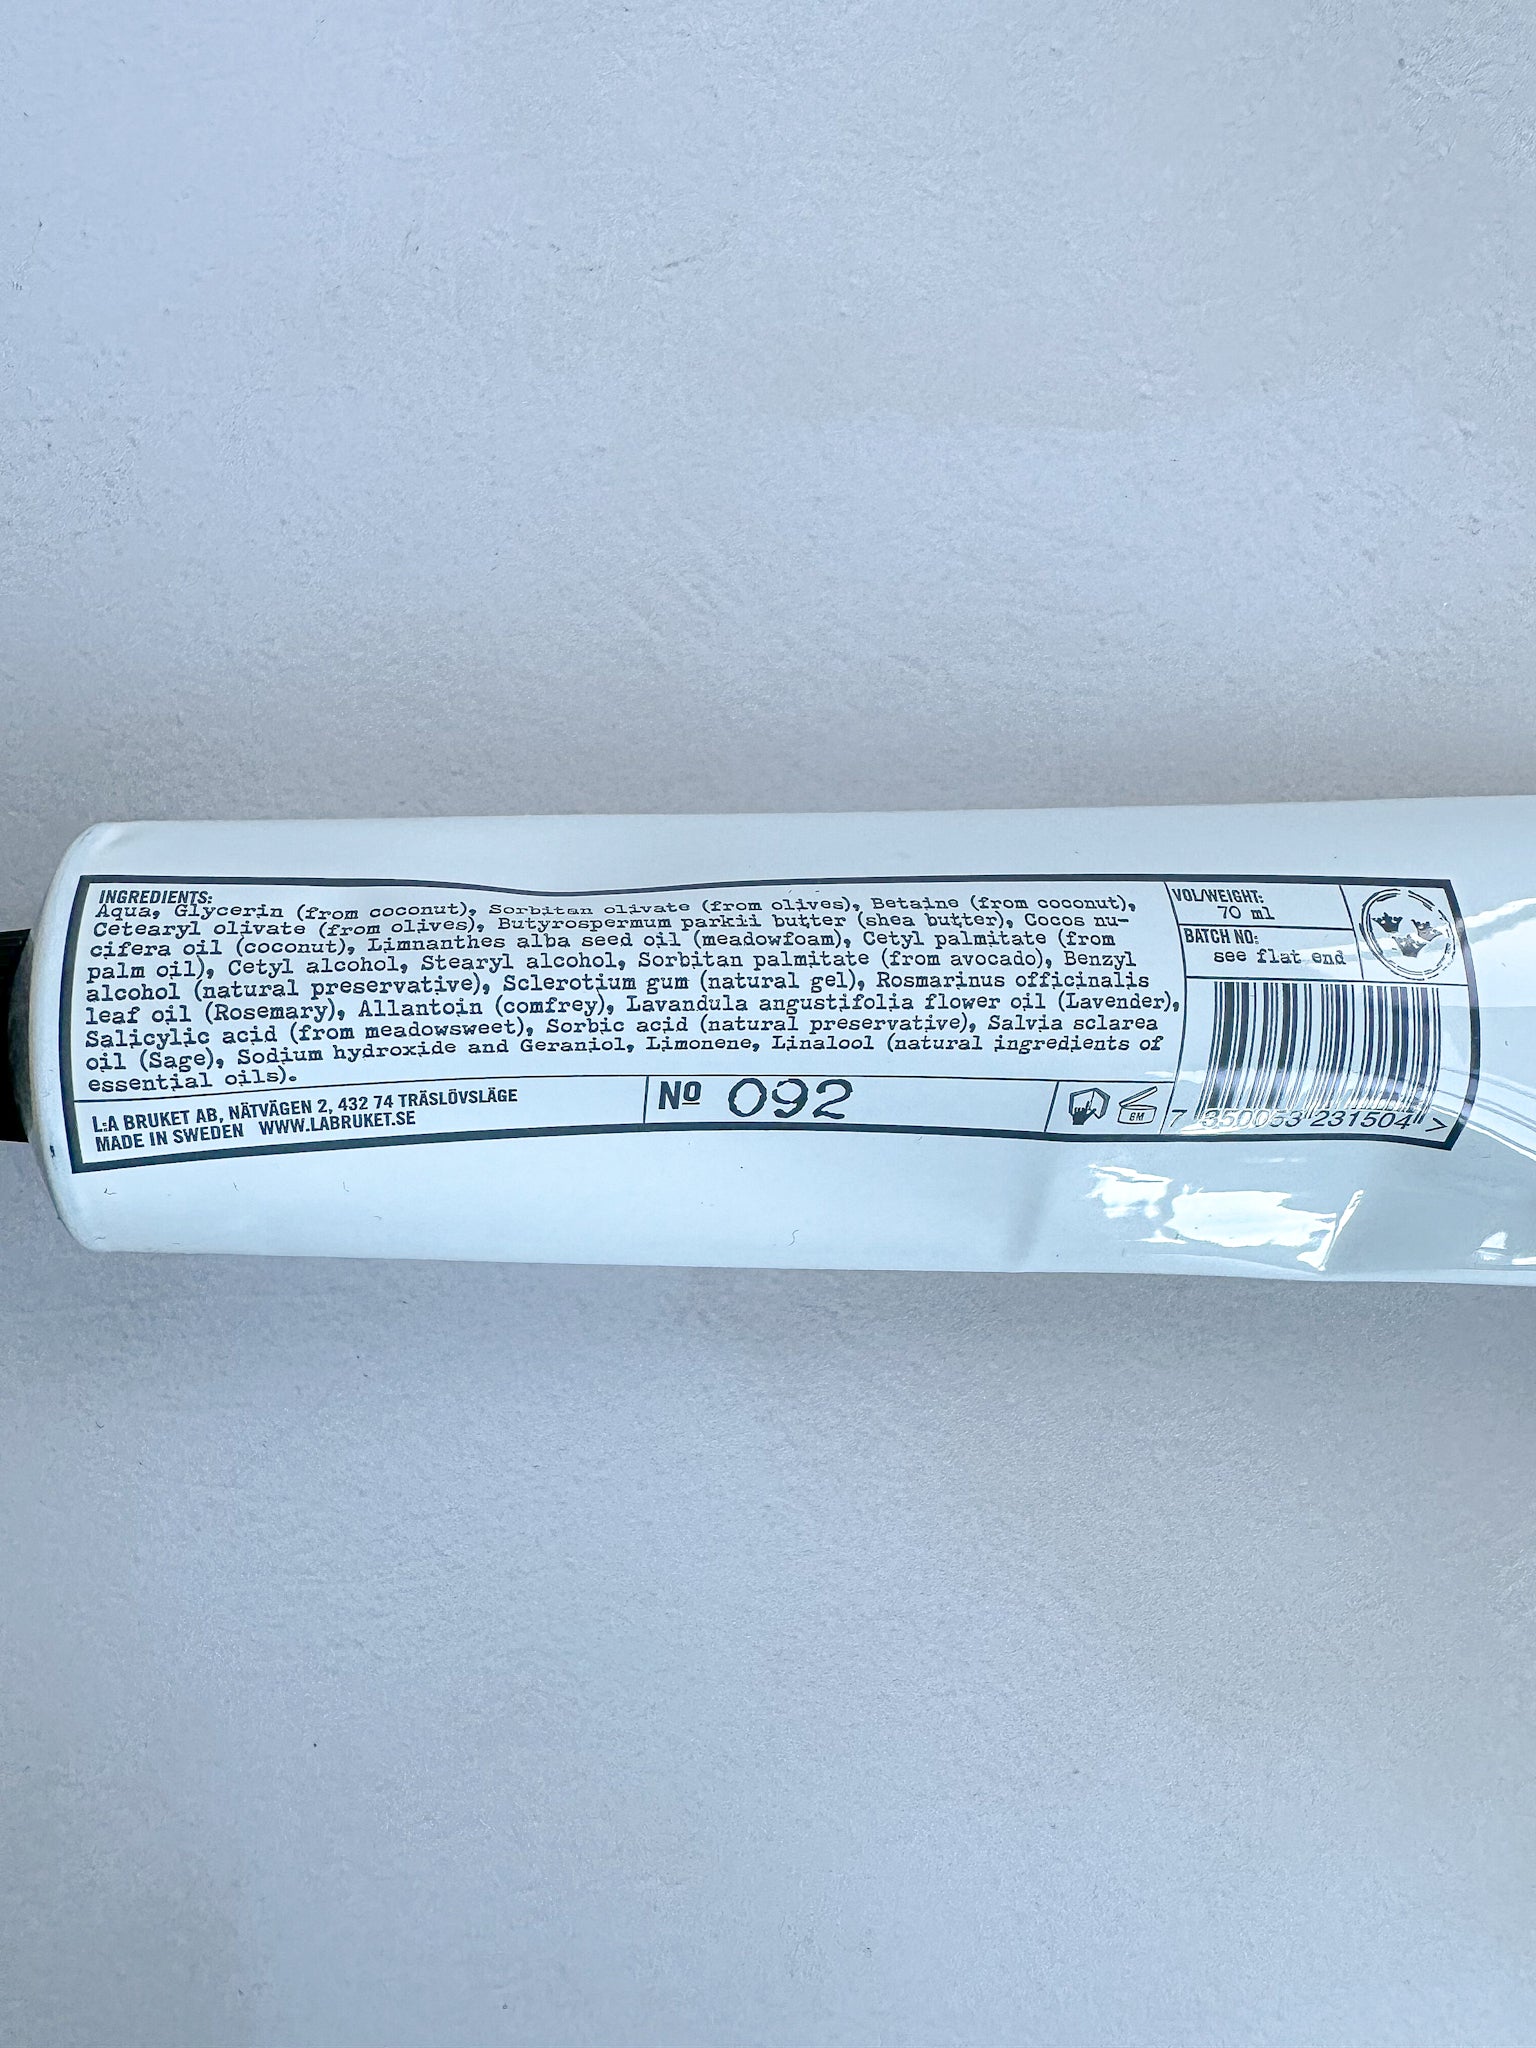 INGREDIENTS:
Aqua, Glycerin (from coconut), Sorbitan olivate (from olives), Betaine (from coconut),
Cetearyl olivate (from olives), Butyrospermum parkii butter (shea butter), Cocos nu-
cifera oil (coconut), Limnanthes alba seed oil (meadowfoam), Cetyl palmitate (from
palm oil), Cetyl alcohol, Stearyl alcohol, Sorbitan palmitate (from avocado), Benzyl
alcohol (natural preservative), Sclerotium gum (natural gel), Rosmarinus officinalis
leaf oil (Rosemary), Allantoin (comfrey), Lavandula angustifolia flower oil (Lavender),
Salicylic acid (from meadowsweet), Sorbic acid (natural preservative), Salvia sclarea
oil (Sage), Sodium hydroxide and Geraniol, Limonene, Linalool (natural ingredients of
essential oils).
L:A BRUKET AB, NÄTVÄGEN 2, 432 74 TRÄSLÖVSLÄGE
MADE IN SWEDEN WWW.LABRUKET.SE
Nº 092
6M
VOL/WEIGHT:
70 ml
BATCH NO:
see flat end
7 350053 231504 >